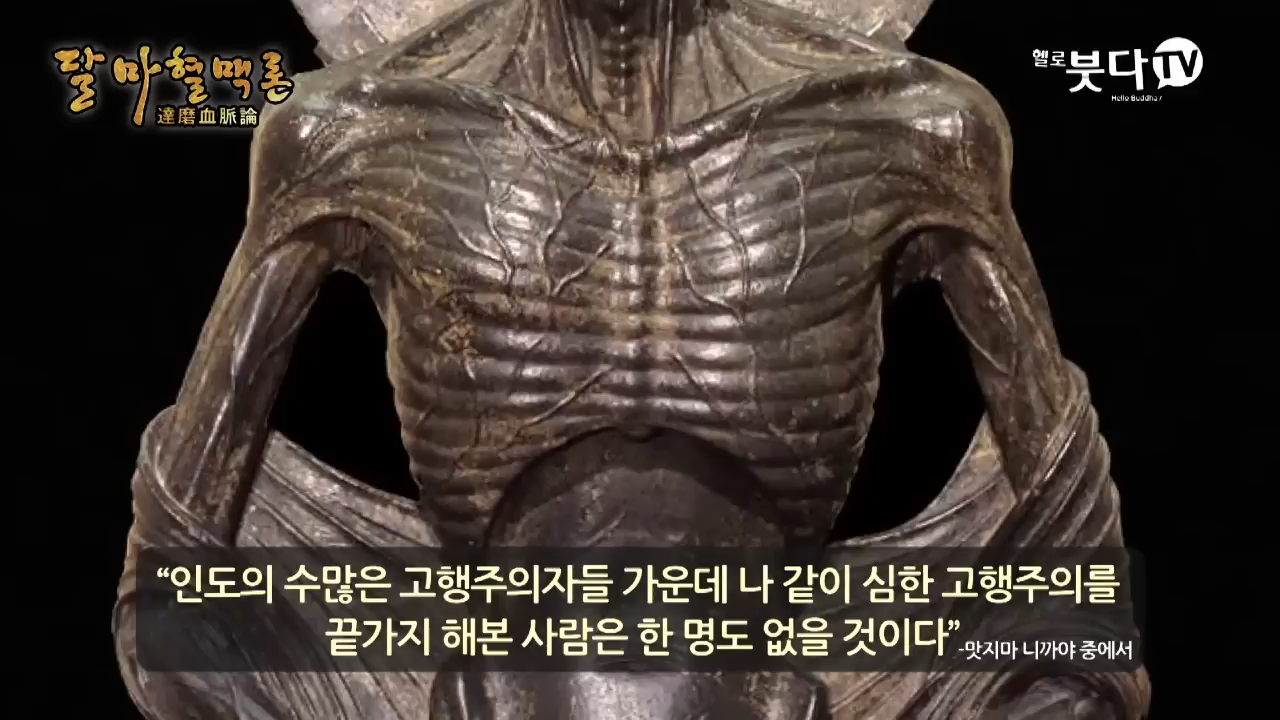 달마혈맥론
達磨血脈論
헬로붓다TV
Hello Buddha
“인도의 수많은 고행주의자들 가운데 나 같이 심한 고행주의를
끝가지 해본 사람은 한 명도 없을 것이다”
-맛지마 니까야 중에서